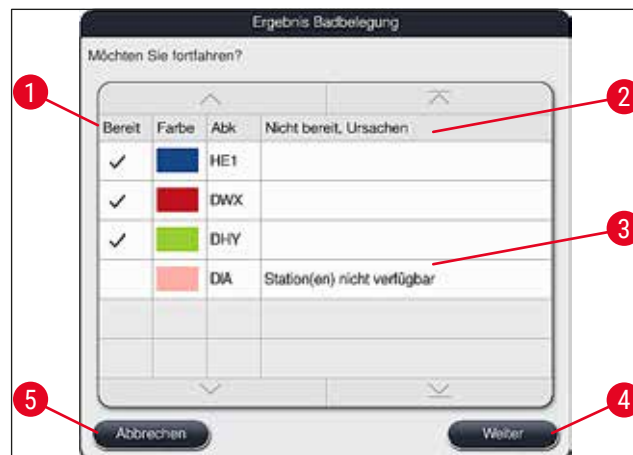 Ergebnis Badbelegung
Möchten Sie fortfahren?
1
2
Bereit Farbe Abk Nicht bereit, Ursachen
HE1
DWX
3
DHY
DIA Station(en) nicht verfügbar
5
4
Abbrechen Weiter